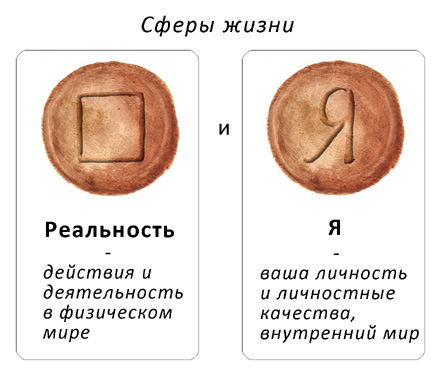 Сферы жизни
Я
и
Реальность
-
действия и
деятельность
в физическом
мире
Я
-
ваша личность
и личностные
качества,
внутренний мир